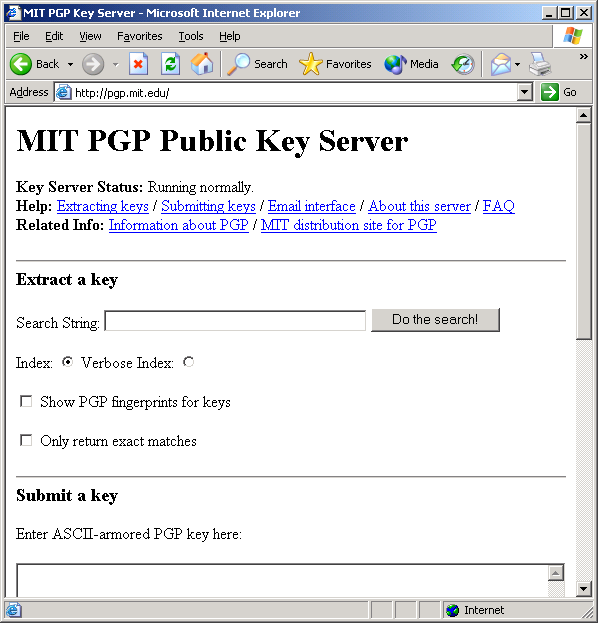 MIT PGP Key Server - Microsoft Internet Explorer
File Edit View Favorites Tools Help
Back Search Favorites Media »
Address http://pgp.mit.edu/ Go
MIT PGP Public Key Server
Key Server Status: Running normally.
Help: Extracting keys / Submitting keys / Email interface / About this server / FAQ
Related Info: Information about PGP / MIT distribution site for PGP
Extract a key
Search String: Do the search!
Index: Verbose Index:
Show PGP fingerprints for keys
Only return exact matches
Submit a key
Enter ASCII-armored PGP key here:
Internet